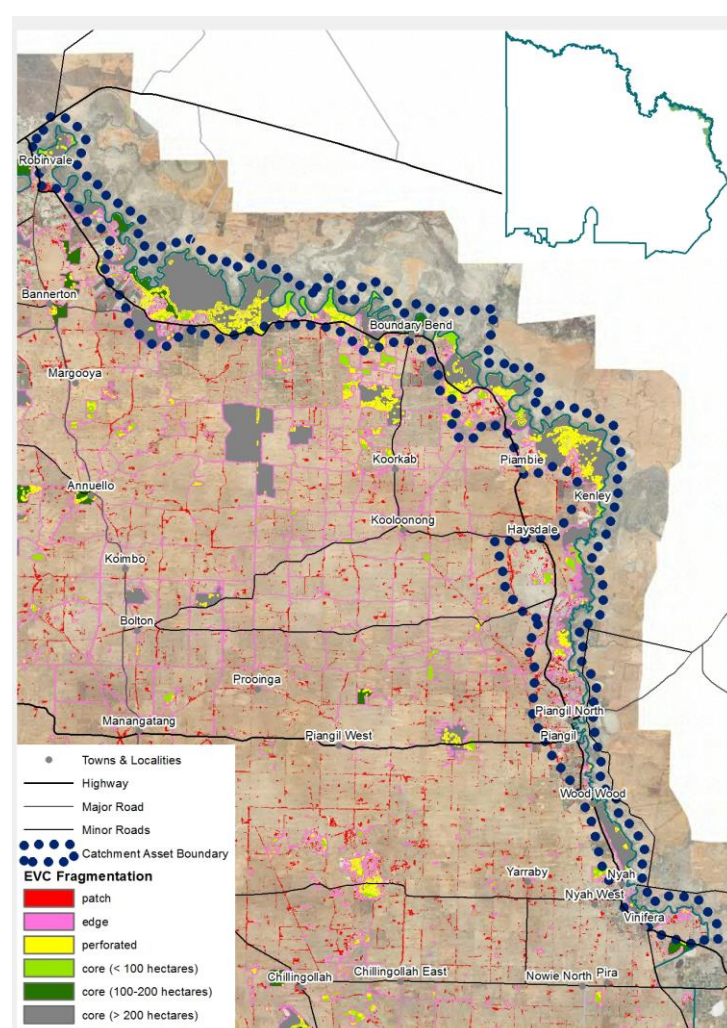 Robinvale
Bannerton
Boundary Bend
Margooya
Koorkab
Piambie
Annuello
Kenley
Kooloonong
Haysdale
Koimbo
Bolton
Prooinga
Piangil North
Manangatang
Piangil West
Piangil
Wood Wood
Yarraby
Nyah
Nyah West
Vinifera
Chillingollah
Chillingollah East
Nowie North
Pira
Towns & Localities
Highway
Major Road
Minor Roads
Catchment Asset Boundary
EVC Fragmentation
patch
edge
perforated
core (< 100 hectares)
core (100-200 hectares)
core (> 200 hectares)